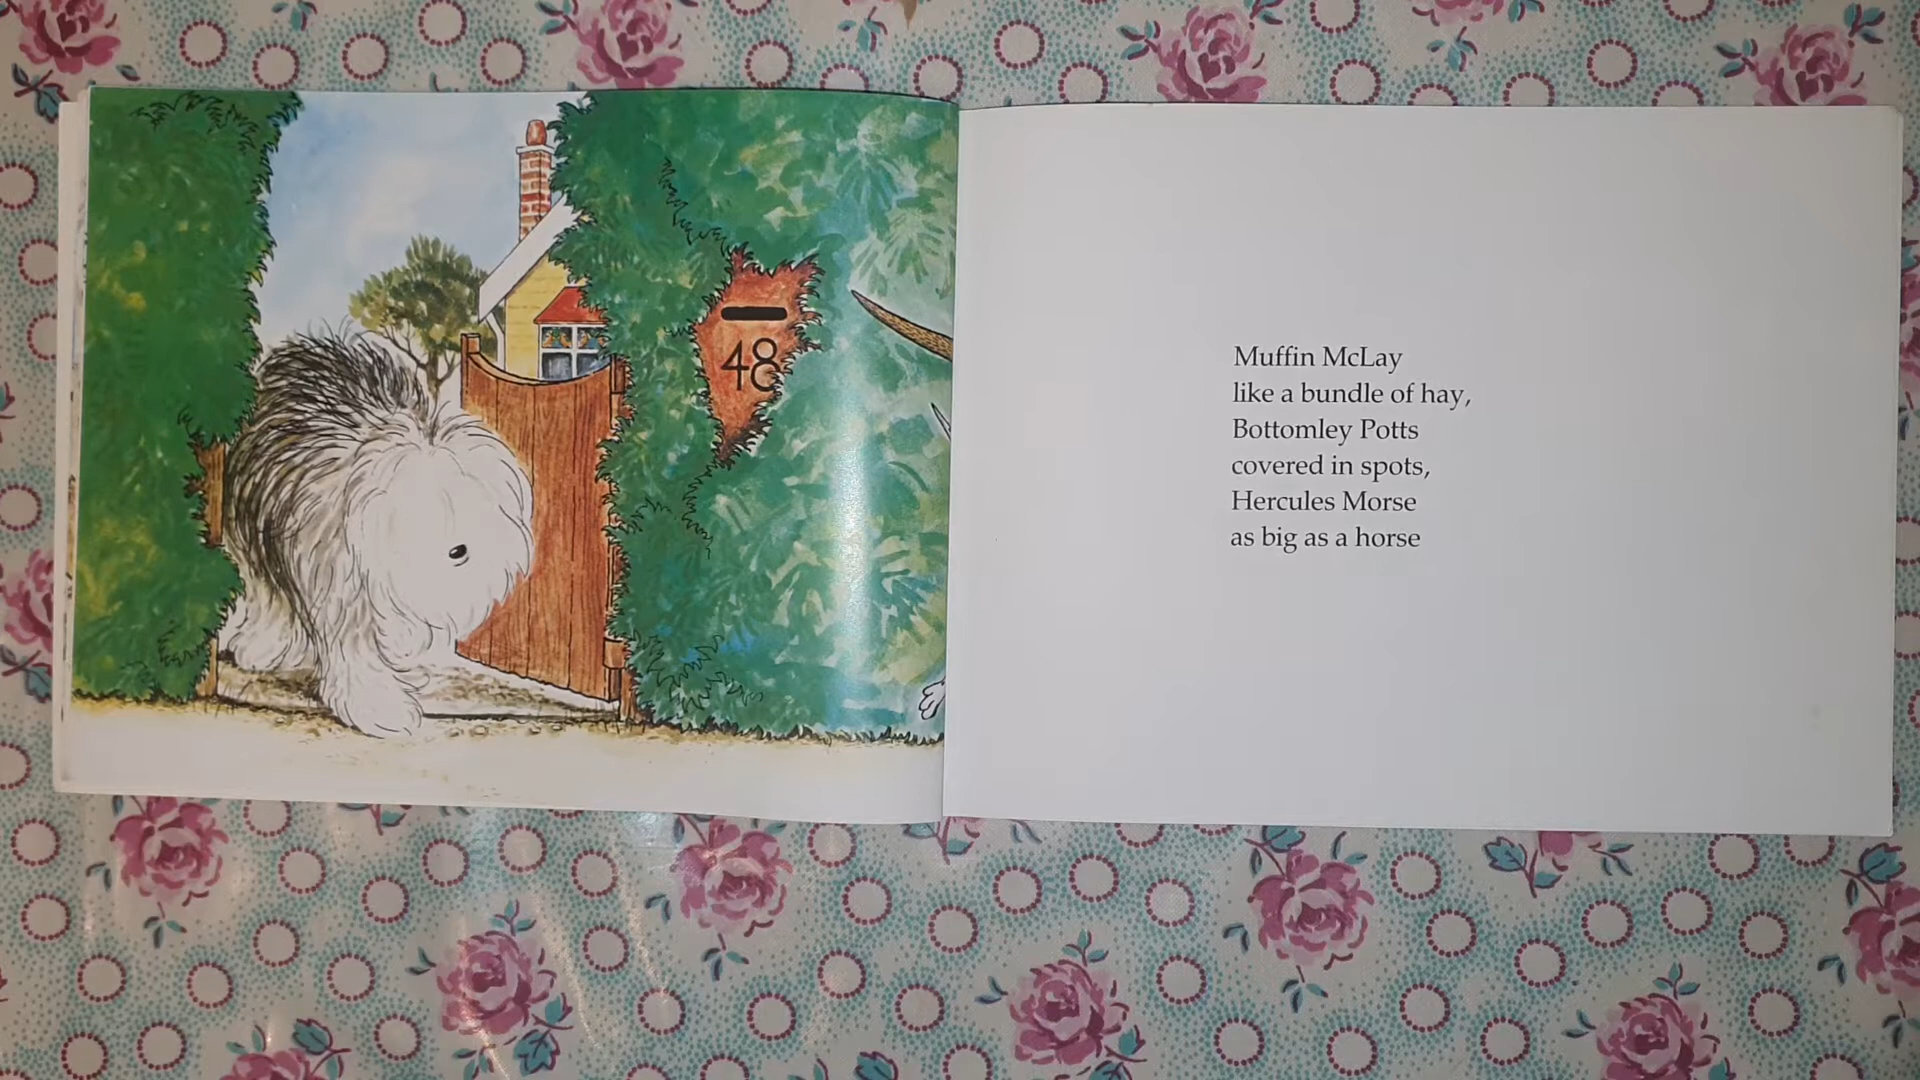 48
Muffin McLay
like a bundle of hay,
Bottomley Potts
covered in spots,
Hercules Morse
as big as a horse